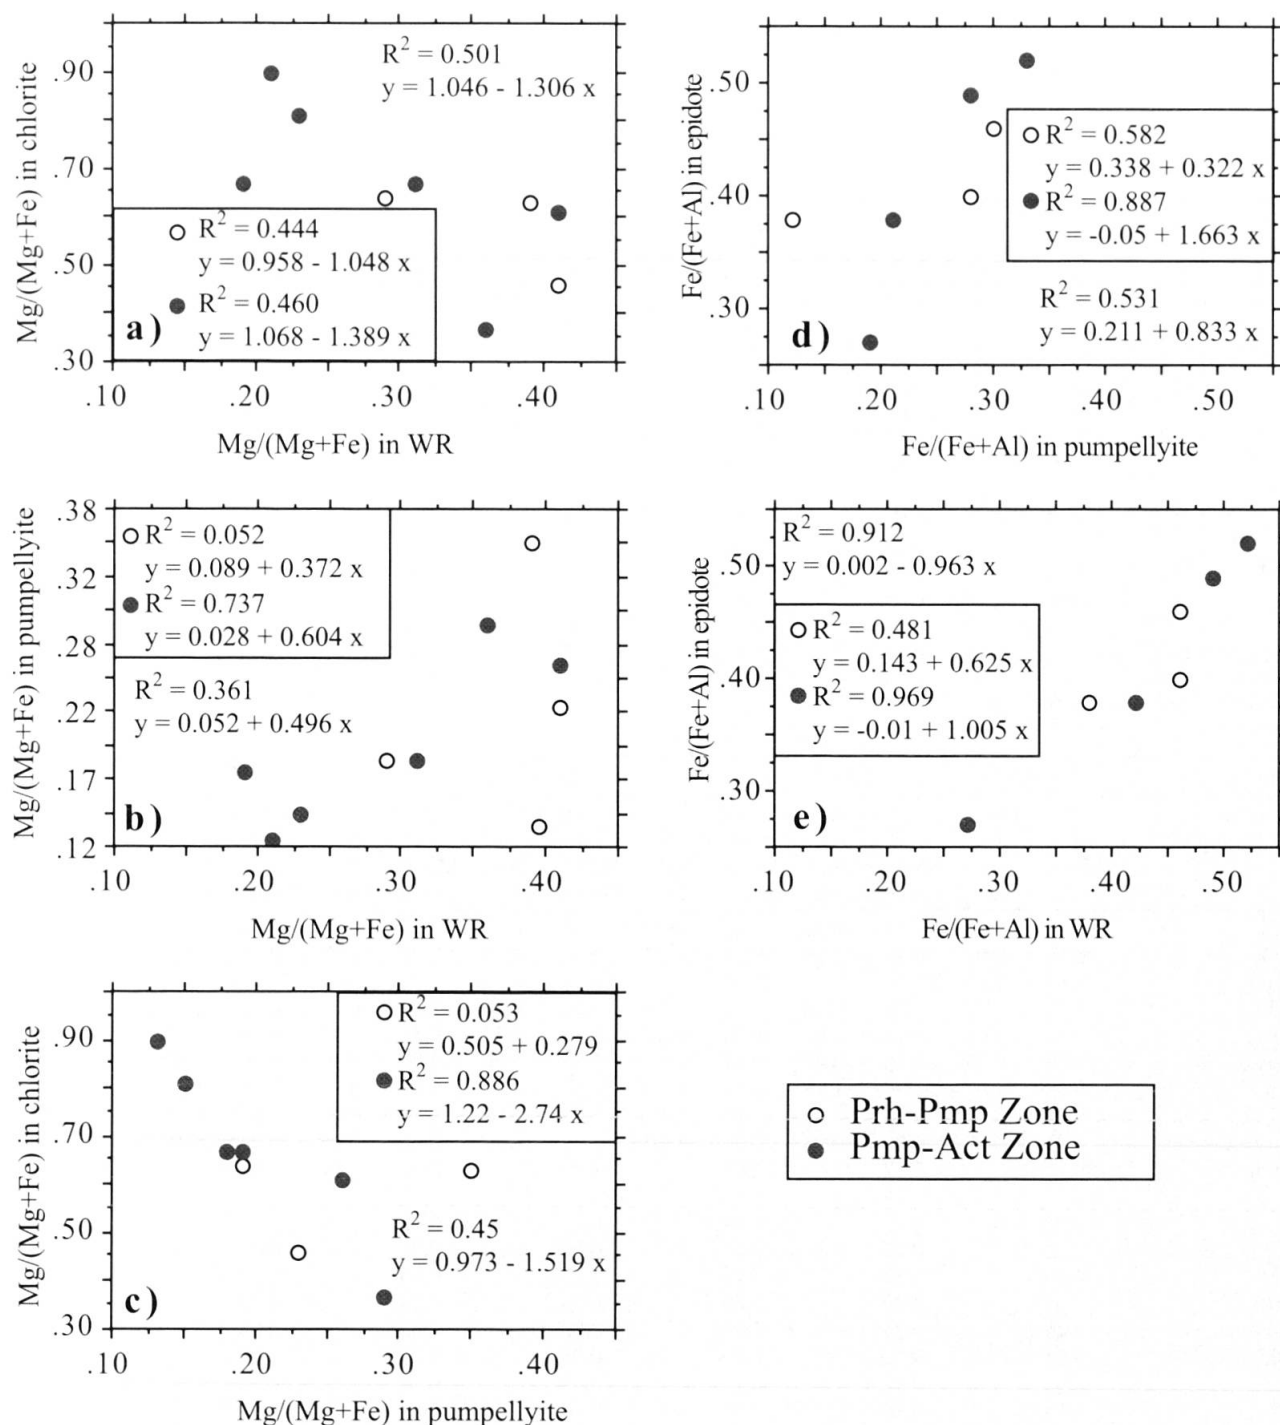 Mg/(Mg+Fe) in chlorite
.90
.70
.50
.30
R² = 0.501
y = 1.046 - 1.306 x
R² = 0.444
y = 0.958 - 1.048 x
R² = 0.460
y = 1.068 - 1.389 x
a)
.10 .20 .30 .40
Mg/(Mg+Fe) in WR
Fe/(Fe+Al) in epidote
.50
.40
.30
R² = 0.582
y = 0.338 + 0.322 x
R² = 0.887
y = -0.05 + 1.663 x
R² = 0.531
y = 0.211 + 0.833 x
d)
.10 .20 .30 .40 .50
Fe/(Fe+Al) in pumpellyite
Mg/(Mg+Fe) in pumpellyite
.38
.32
.28
.22
.17
.12
R² = 0.052
y = 0.089 + 0.372 x
R² = 0.737
y = 0.028 + 0.604 x
R² = 0.361
y = 0.052 + 0.496 x
b)
.10 .20 .30 .40
Mg/(Mg+Fe) in WR
Fe/(Fe+Al) in epidote
.50
.40
.30
R² = 0.912
y = 0.002 - 0.963 x
R² = 0.481
y = 0.143 + 0.625 x
R² = 0.969
y = -0.01 + 1.005 x
e)
.10 .20 .30 .40 .50
Fe/(Fe+Al) in WR
Mg/(Mg+Fe) in chlorite
.90
.70
.50
.30
R² = 0.053
y = 0.505 + 0.279
R² = 0.886
y = 1.22 - 2.74 x
R² = 0.45
y = 0.973 - 1.519 x
c)
.10 .20 .30 .40
Mg/(Mg+Fe) in pumpellyite
Prh-Pmp Zone
Pmp-Act Zone